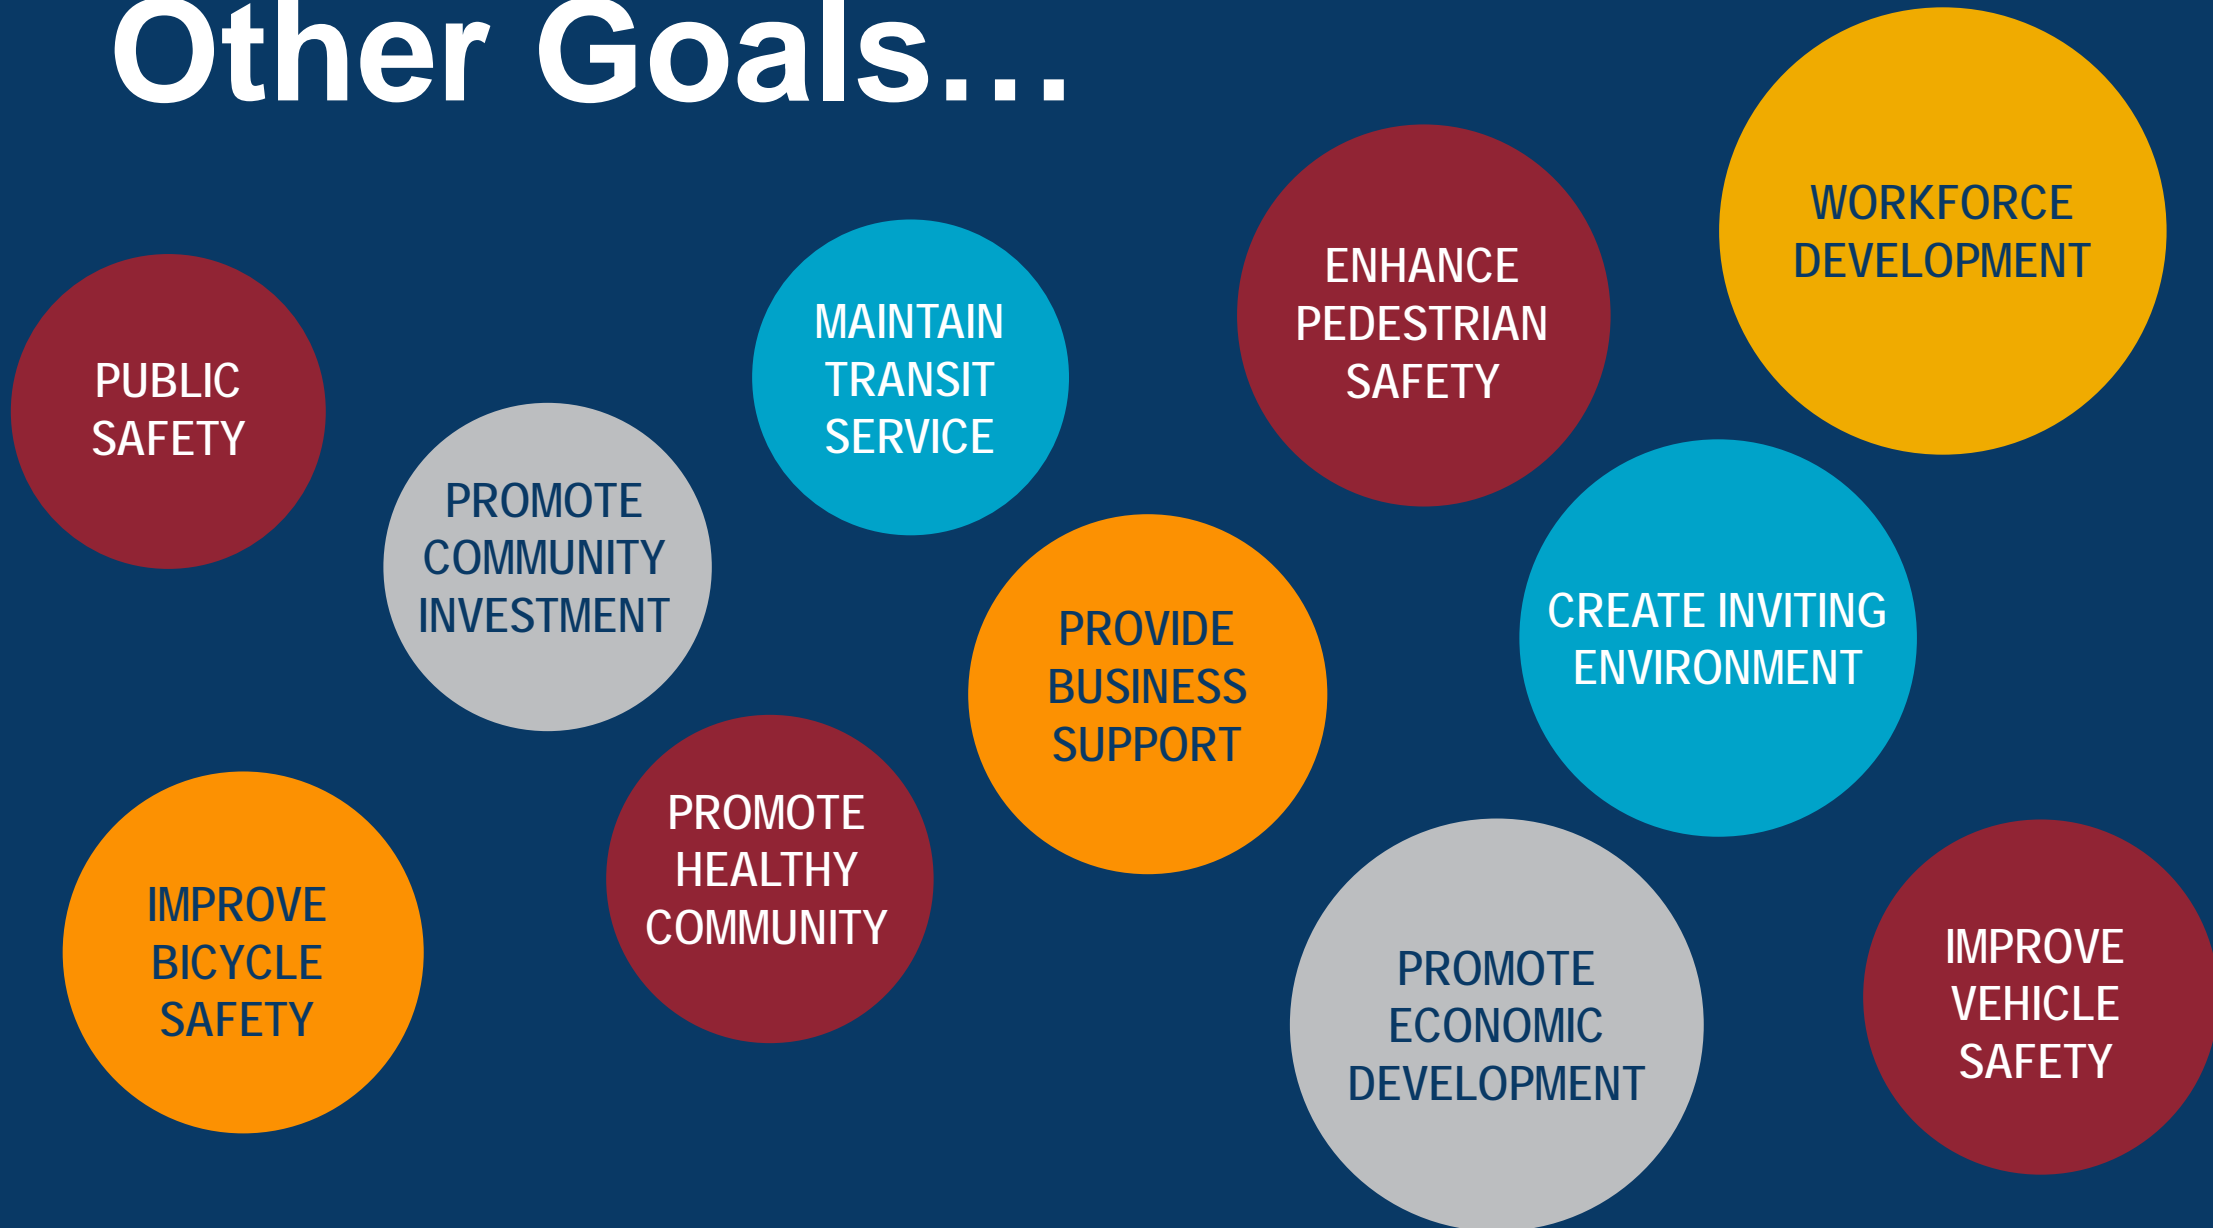 Other Goals…
PUBLIC
SAFETY
PROMOTE
COMMUNITY
INVESTMENT
MAINTAIN
TRANSIT
SERVICE
ENHANCE
PEDESTRIAN
SAFETY
WORKFORCE
DEVELOPMENT
PROVIDE
BUSINESS
SUPPORT
CREATE INVITING
ENVIRONMENT
IMPROVE
BICYCLE
SAFETY
PROMOTE
HEALTHY
COMMUNITY
PROMOTE
ECONOMIC
DEVELOPMENT
IMPROVE
VEHICLE
SAFETY